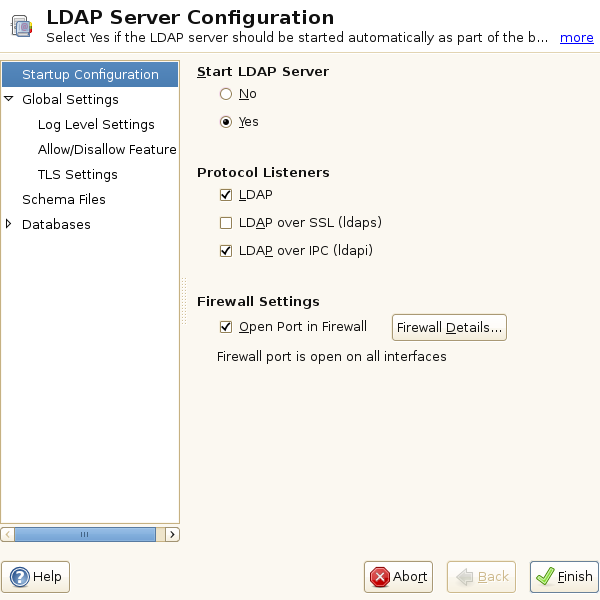 LDAP Server Configuration
Select Yes if the LDAP server should be started automatically as part of the b... more
Startup Configuration
Global Settings
Log Level Settings
Allow/Disallow Feature
TLS Settings
Schema Files
Databases
Start LDAP Server
No
Yes
Protocol Listeners
LDAP
LDAP over SSL (ldaps)
LDAP over IPC (ldapi)
Firewall Settings
Open Port in Firewall Firewall Details...
Firewall port is open on all interfaces
Help Abort Back Finish